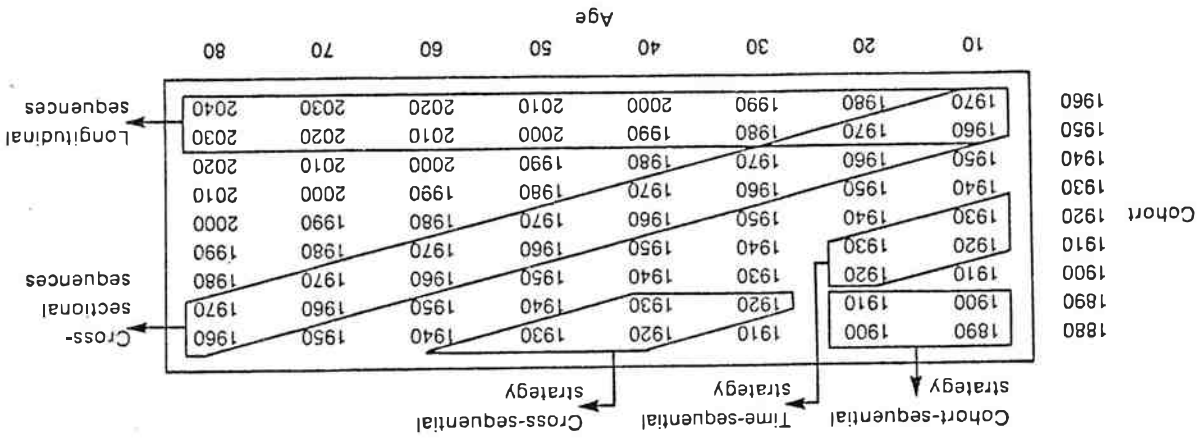 Cohort-sequential Time-sequential Cross-sequential
strategy strategy strategy
1880 1890 1900 1910 1920 1930 1940 1950 1960 Cross-
1890 1900 1910 1920 1930 1940 1950 1960 1970 sectional
1900 1910 1920 1930 1940 1950 1960 1970 1980 sequences
1910 1920 1930 1940 1950 1960 1970 1980 1990
Cohort 1920 1930 1940 1950 1960 1970 1980 1990 2000
1930 1940 1950 1960 1970 1980 1990 2000 2010
1940 1950 1960 1970 1980 1990 2000 2010 2020
1950 1960 1970 1980 1990 2000 2010 2020 2030 Longitudinal
1960 1970 1980 1990 2000 2010 2020 2030 2040 sequences
10 20 30 40 50 60 70 80
Age